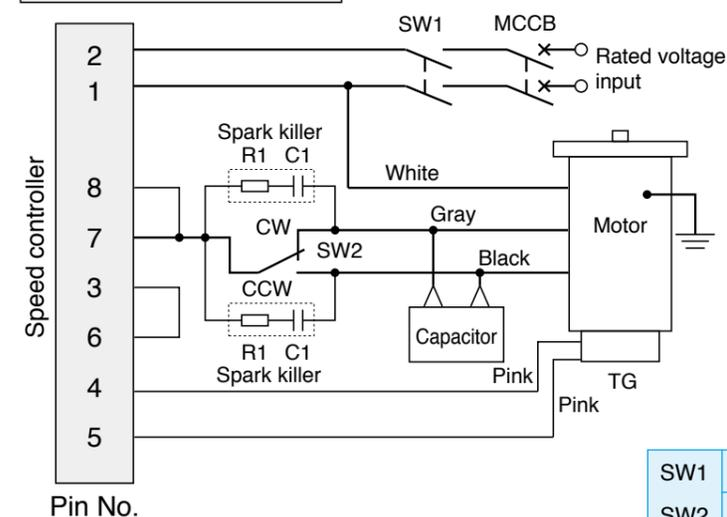 SW1 MCCB
2
1
Rated voltage
input
Spark killer
R1 C1
White
8
Gray
7
CW
SW2
Motor
Black
3
CCW
6
R1 C1
Spark killer
Capacitor
Pink
TG
4
Pink
5
Speed controller
Pin No.
SW1
SW2